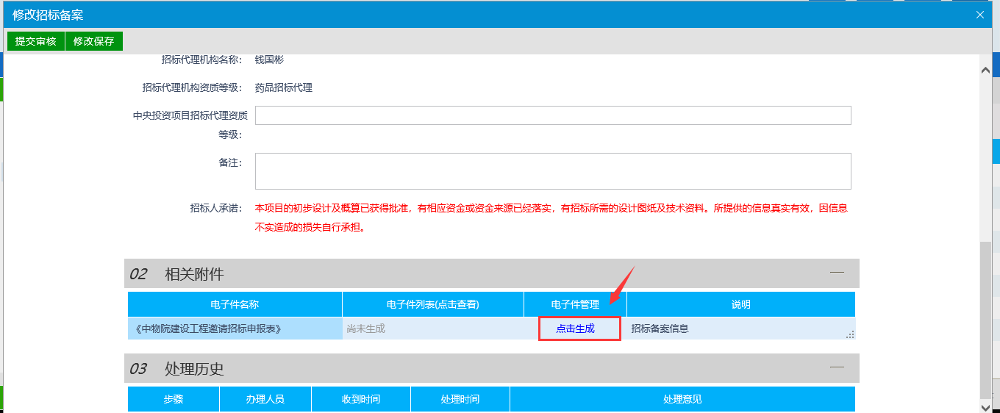 修改招标备案
提交审核 修改保存
招标代理机构名称： 钱国彬
招标代理机构资质等级： 药品招标代理
中央投资项目招标代理资质
等级：
备注：
招标人承诺： 本项目的初步设计及概算已获得批准，有相应资金或资金来源已经落实，有招标所需的设计图纸及技术资料。所提供的信息真实有效，因信息
不实造成的损失自行承担。
02 相关附件
电子件名称 电子件列表(点击查看) 电子件管理 说明
《中物院建设工程邀请招标申报表》 尚未生成 点击生成 招标备案信息
03 处理历史
步骤 办理人员 收到时间 处理时间 处理意见